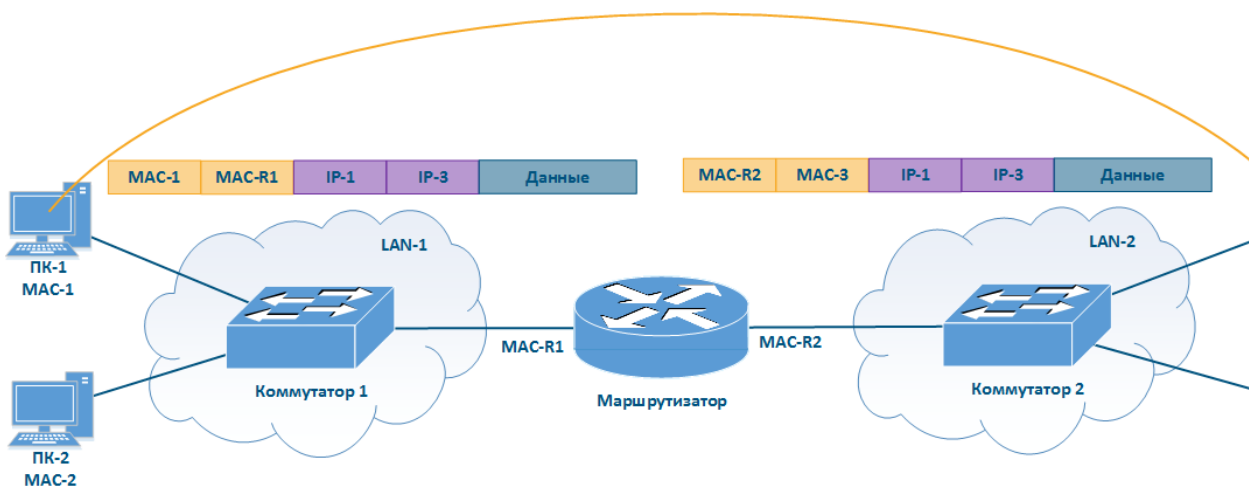 MAC-1 MAC-R1 IP-1 IP-3 Данные
MAC-R2 MAC-3 IP-1 IP-3 Данные
LAN-1
LAN-2
ПК-1
MAC-1
MAC-R1
MAC-R2
Коммутатор 1
Маршрутизатор
Коммутатор 2
ПК-2
MAC-2